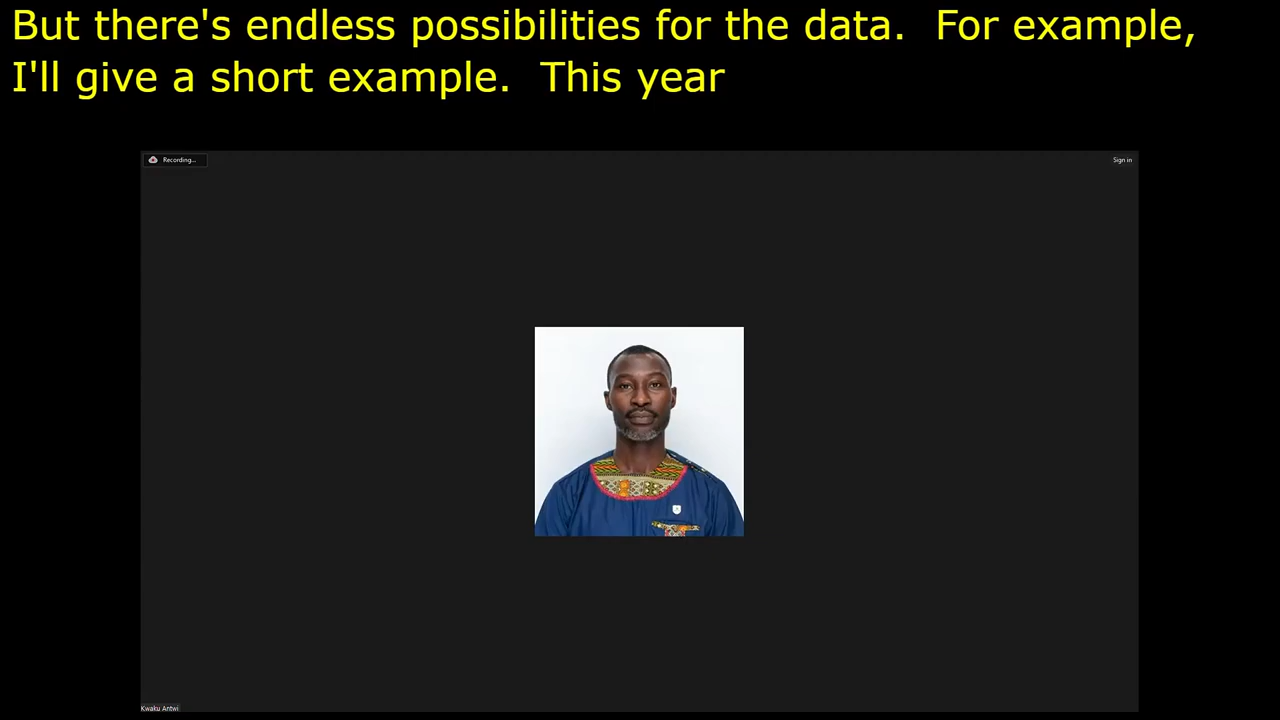 But there's endless possibilities for the data.  For example,
I'll give a short example.  This year
Recording...
Sign in
Kwaku Antwi